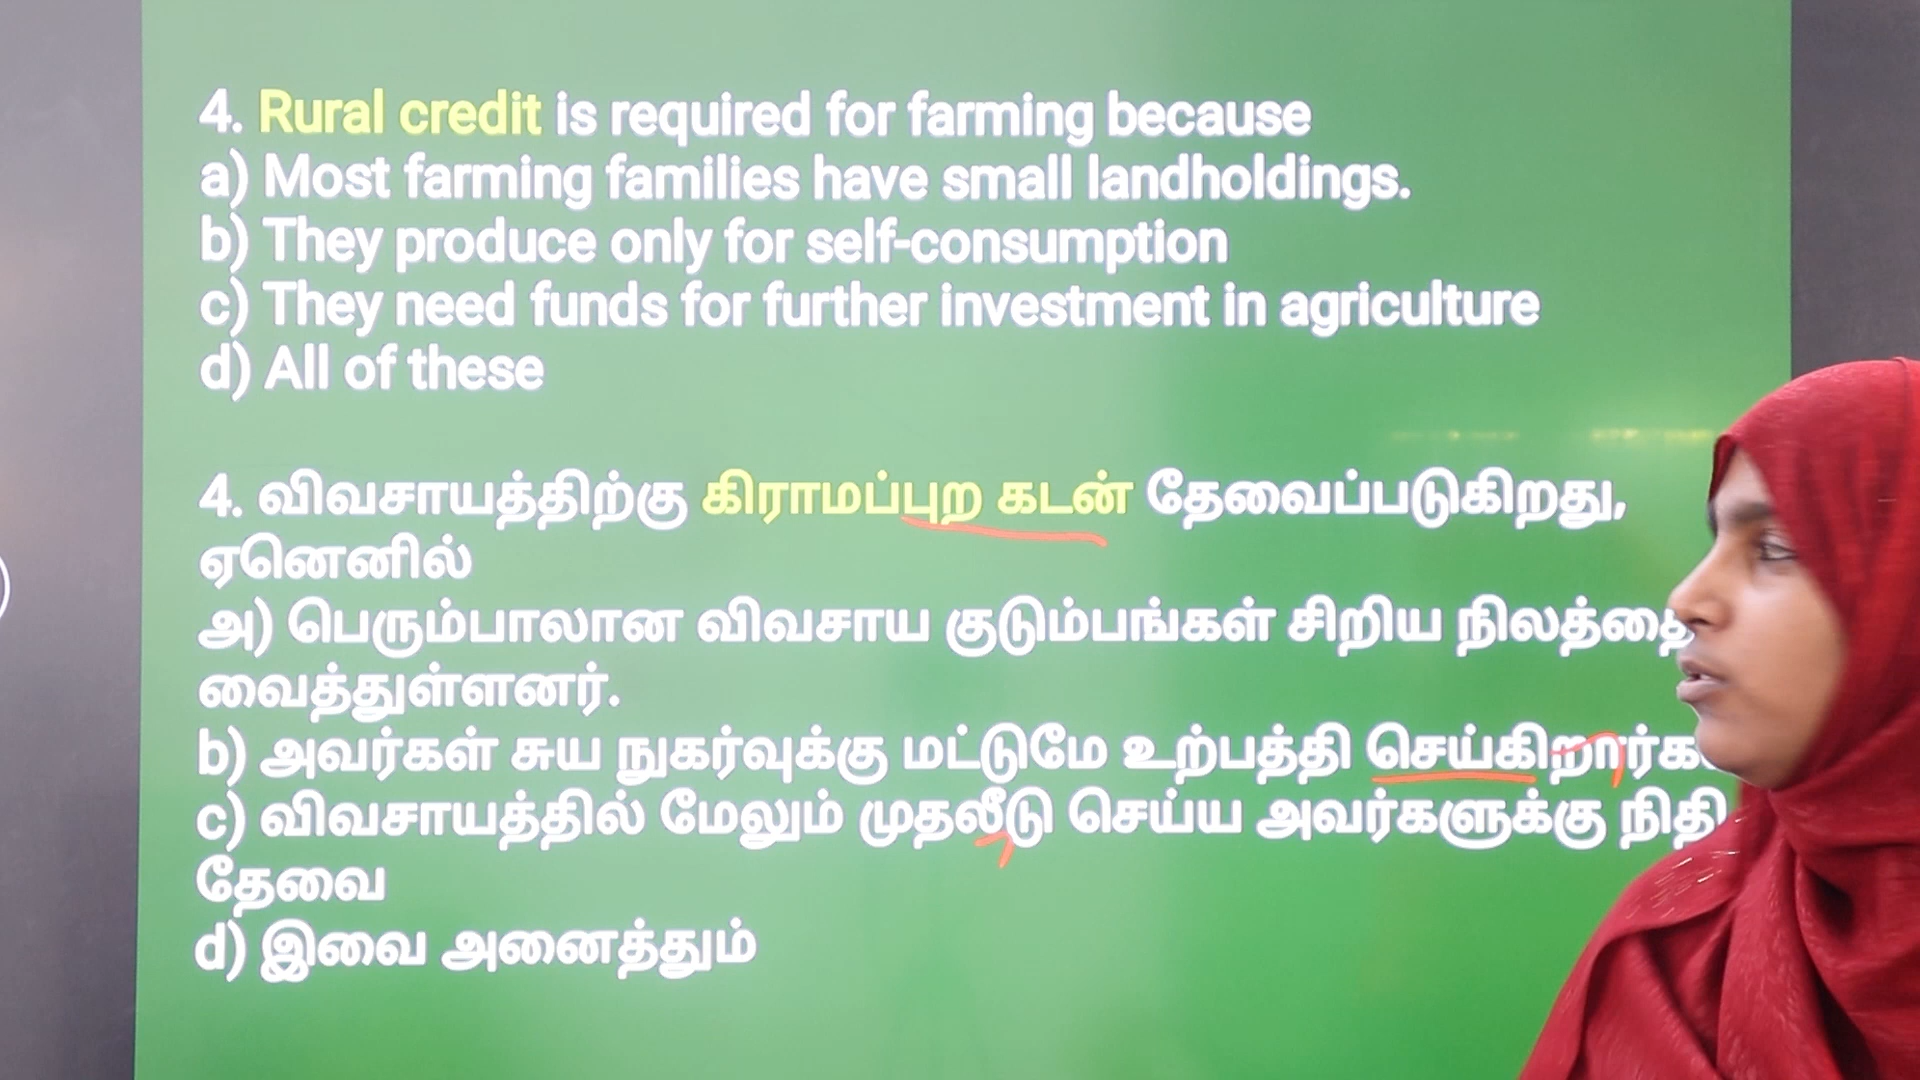 4. Rural credit is required for farming because
a) Most farming families have small landholdings.
b) They produce only for self-consumption
c) They need funds for further investment in agriculture
d) All of these
4. விவசாயத்திற்கு கிராமப்புற கடன் தேவைப்படுகிறது,
ஏனெனில்
அ) பெரும்பாலான விவசாய குடும்பங்கள் சிறிய
வைத்துள்ளனர்.
b) அவர்கள் சுய நுகர்வுக்கு மட்டுமே உற்பத்தி
c) விவசாயத்தில் மேலும் முதலீடு செய்ய அவர்களுக்கு நிதி
தேவை
d) இவை அனைத்தும்